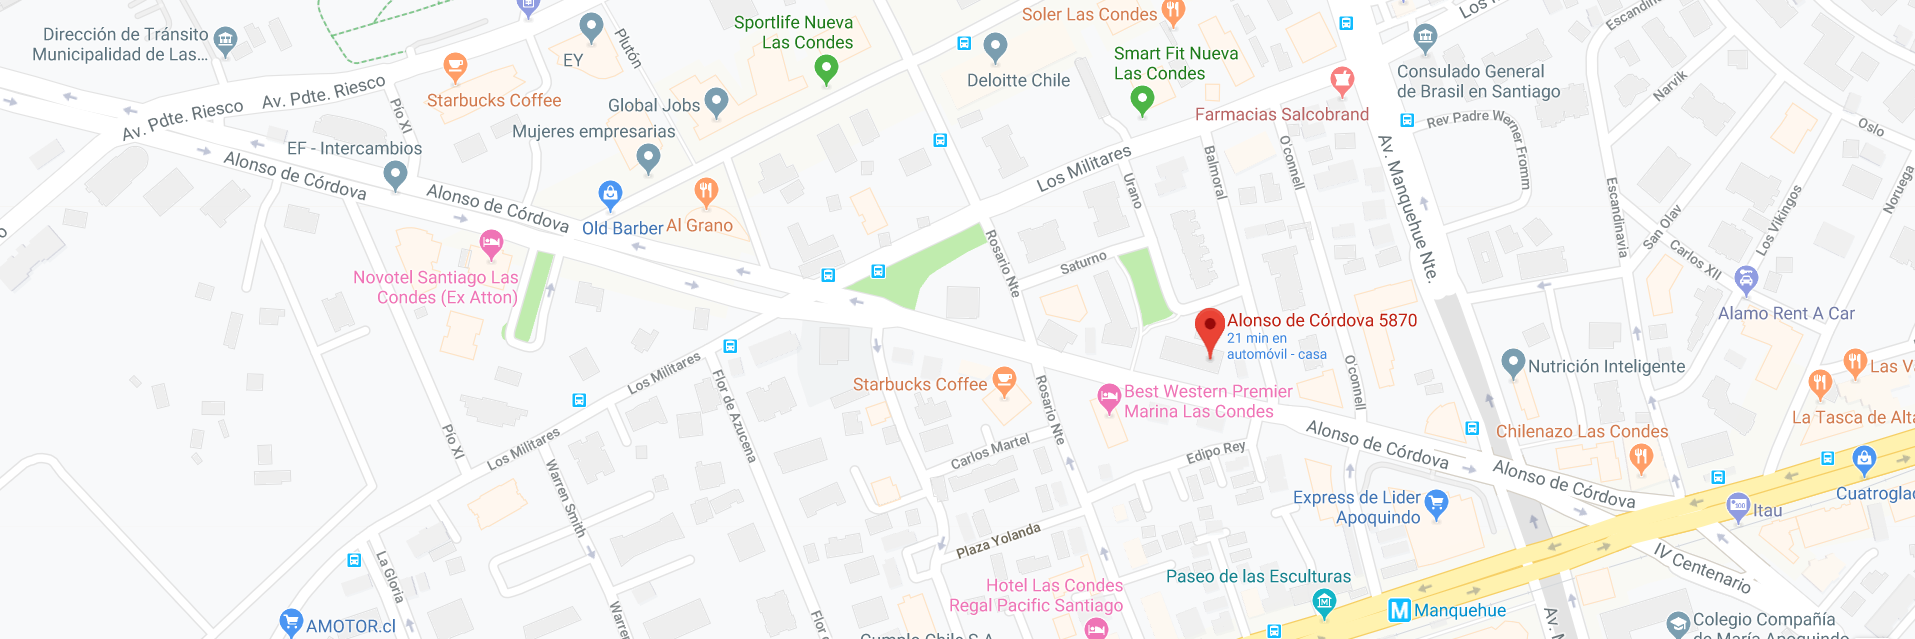 Dirección de Tránsito
Municipalidad de Las...
Starbucks Coffee
EY
Plutón
Sportlife Nueva
Las Condes
Soler Las Condes
Deloitte Chile
Smart Fit Nueva
Las Condes
Farmacias Salcobrand
Consulado General
de Brasil en Santiago
Escandin
Narvik
Oslo
Los
Av. Pdte. Riesco
Av. Pdte. Riesco
Pío XI
Global Jobs
Mujeres empresarias
EF - Intercambios
Alonso de Córdova
Alonso de Córdova
Old Barber
Al Grano
Los Militares
Urano
Balmoral
O'connell
Av. Manquehue Nte.
Rev Padre Werner Fromm
Escandinavia
San Olav
Los Vikingos
Noruega
Carlos XII
Novotel Santiago Las
Condes (Ex Atton)
Rosario Nte
Saturno
Alonso de Córdova 5870
21 min en
automóvil - casa
Alamo Rent A Car
Los Militares
Flor de Azucena
Starbucks Coffee
Rosario Nte
Best Western Premier
Marina Las Condes
O'connell
Nutrición Inteligente
Las V
La Tasca de Alta
Chilenazo Las Condes
Pío XI
Los Militares
Warren Smith
Carlos Martel
Edipo Rey
Alonso de Córdova
Alonso de Córdova
Cuatroglac
Express de Lider
Apoquindo
Itau
Plaza Yolanda
IV Centenario
La Gloria
Hotel Las Condes
Regal Pacific Santiago
Paseo de las Esculturas
M Manquehue
AMOTOR.cl
Warren
Flor
Cumplo Chile S.A
Av. M
Colegio Compañía
de María Apoquindo